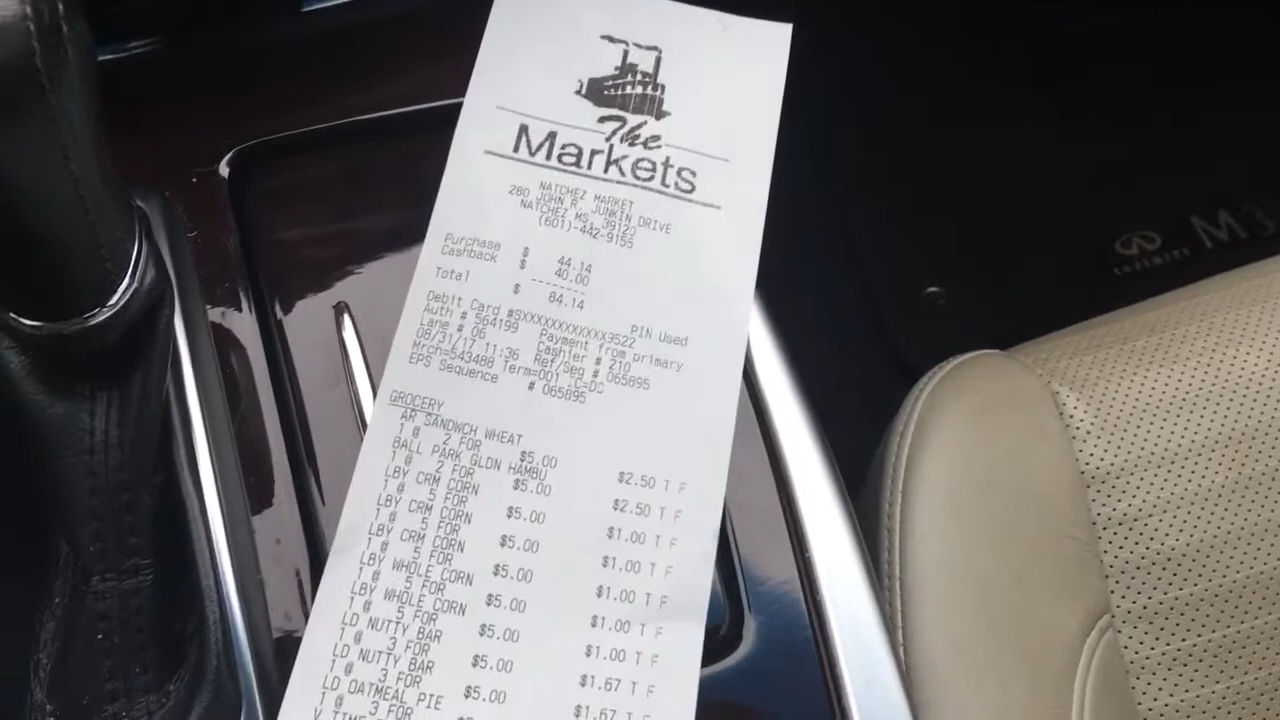 The
Markets
NATCHEZ MARKET
280 JOHN R. JUNKIN DRIVE
NATCHEZ MS, 39120
(601)-442-9156
Purchase $ 44.14
Cashback $ 40.00
--------
Total $ 84.14
PIN Used
Debit Card #SXXXXXXXXXXXX9522
Auth # 564199 Payment from primary
Lane # 06 Cashier # 210
08/31/17 11:36 Ref/Seq # 065895
Mrch=543488 Term=001 IC=DC
EPS Sequence # 065895
GROCERY
AR SANDWCH WHEAT
1 @ 2 FOR $5.00 $2.50 T F
BALL PARK GLDN HAMBU
1 @ 2 FOR $5.00 $2.50 T F
LBY CRM CORN
1 @ 5 FOR $5.00 $1.00 T F
LBY CRM CORN
1 @ 5 FOR $5.00 $1.00 T F
LBY CRM CORN
1 @ 5 FOR $5.00 $1.00 T F
LBY WHOLE CORN
1 @ 5 FOR $5.00 $1.00 T F
LBY WHOLE CORN
1 @ 5 FOR $5.00 $1.00 T F
LD NUTTY BAR
1 @ 3 FOR $5.00 $1.67 T F
LD NUTTY BAR
1 @ 3 FOR $5.00 $1.67 T F
LD OATMEAL PIE
1 @ 3 FOR
V TIME
INFINITI M3